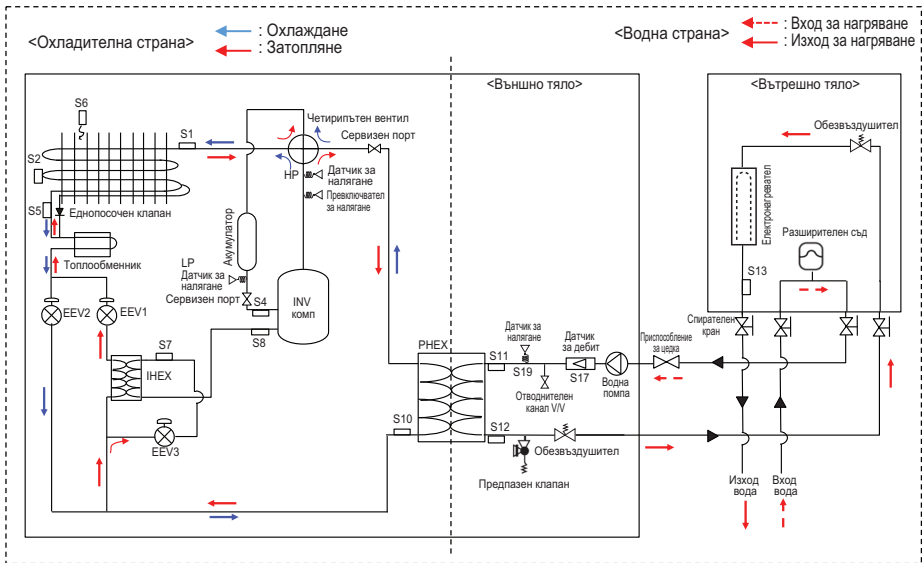 <Охладителна страна>
: Охлаждане
: Затопляне
<Водна страна>
: Вход за нагряване
: Изход за нагряване
<Външно тяло>
<Вътрешно тяло>
S6
S1
S2
S5
Еднопосочен клапан
Топлообменник
EEV2
EEV1
S7
IHEX
EEV3
Четирипътен вентил
Сервизен порт
HP
Датчик за
налягане
Превключвател
за налягане
Акумулатор
LP
Датчик за
налягане
Сервизен порт
S4
S8
INV
комп
PHEX
S10
S11
S12
Датчик за
налягане
S19
Отводнителен
канал V/V
Датчик
за дебит
S17
Водна
помпа
Приспособление
за цедка
Обезвъздушител
Предпазен клапан
Обезвъздушител
Електронагревател
Разширителен съд
S13
Спирателен
кран
Изход
вода
Вход
вода